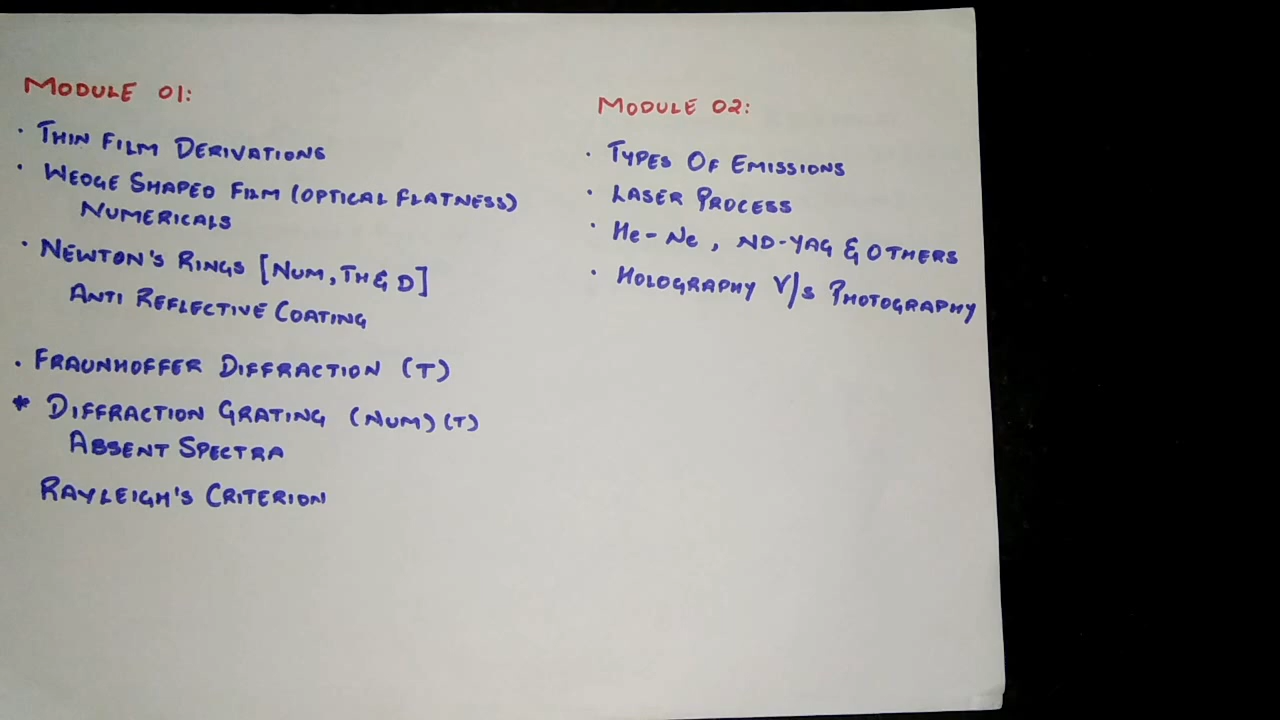 MODULE 01:
· THIN FILM DERIVATIONS
· WEDGE SHAPED FILM (OPTICAL FLATNESS)
NUMERICALS
· NEWTON'S RINGS [NUM, TH & D]
ANTI REFLECTIVE COATING
· FRAUNHOFFER DIFFRACTION (T)
* DIFFRACTION GRATING (NUM) (T)
ABSENT SPECTRA
RAYLEIGH'S CRITERION
MODULE 02:
· TYPES OF EMISSIONS
· LASER PROCESS
· He-Ne, ND-YAG & OTHERS
· HOLOGRAPHY V/s PHOTOGRAPHY